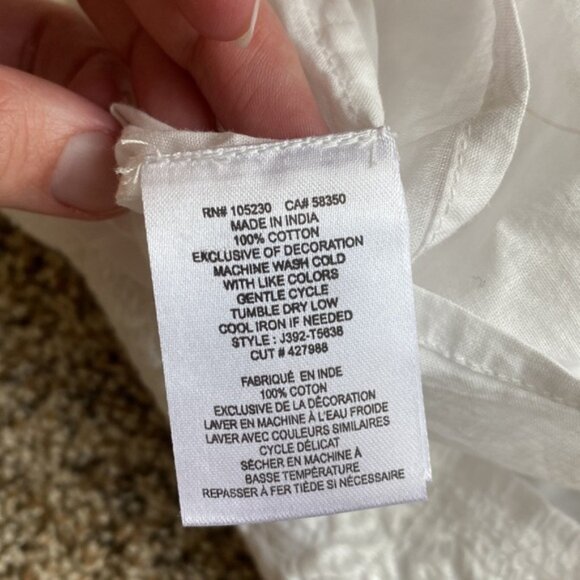 RN# 105230 CA# 58350
MADE IN INDIA
100% COTTON
EXCLUSIVE OF DECORATION
MACHINE WASH COLD
WITH LIKE COLORS
GENTLE CYCLE
TUMBLE DRY LOW
COOL IRON IF NEEDED
STYLE : J392-T5638
CUT # 427988
FABRIQUÉ EN INDE
100% COTON
EXCLUSIVE DE LA DÉCORATION
LAVER EN MACHINE À L'EAU FROIDE
LAVER AVEC COULEURS SIMILAIRES
CYCLE DÉLICAT
SÉCHER EN MACHINE À
BASSE TEMPÉRATURE
REPASSER À FER TIÈDE SI NÉCESSAIRE